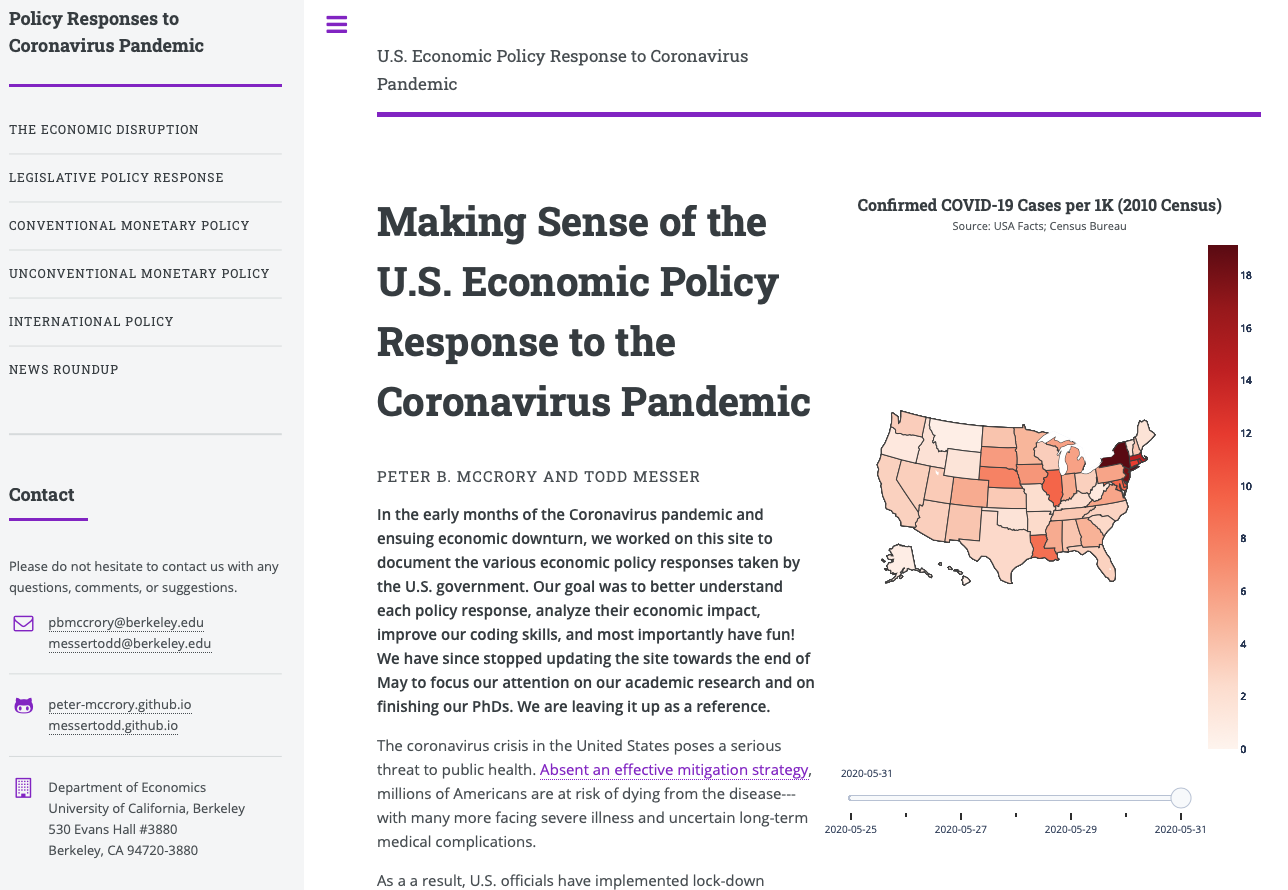 Policy Responses to
Coronavirus Pandemic
THE ECONOMIC DISRUPTION
LEGISLATIVE POLICY RESPONSE
CONVENTIONAL MONETARY POLICY
UNCONVENTIONAL MONETARY POLICY
INTERNATIONAL POLICY
NEWS ROUNDUP
Contact
Please do not hesitate to contact us with any
questions, comments, or suggestions.
pbmccrory@berkeley.edu
messertodd@berkeley.edu
peter-mccrory.github.io
messertodd.github.io
Department of Economics
University of California, Berkeley
530 Evans Hall #3880
Berkeley, CA 94720-3880
U.S. Economic Policy Response to Coronavirus
Pandemic
Making Sense of the
U.S. Economic Policy
Response to the
Coronavirus Pandemic
PETER B. MCCRORY AND TODD MESSER
In the early months of the Coronavirus pandemic and
ensuing economic downturn, we worked on this site to
document the various economic policy responses taken by
the U.S. government. Our goal was to better understand
each policy response, analyze their economic impact,
improve our coding skills, and most importantly have fun!
We have since stopped updating the site towards the end of
May to focus our attention on our academic research and on
finishing our PhDs. We are leaving it up as a reference.
The coronavirus crisis in the United States poses a serious
threat to public health. Absent an effective mitigation strategy,
millions of Americans are at risk of dying from the disease---
with many more facing severe illness and uncertain long-term
medical complications.
As a a result, U.S. officials have implemented lock-down
Confirmed COVID-19 Cases per 1K (2010 Census)
Source: USA Facts; Census Bureau
18
16
14
12
10
8
6
4
2
0
2020-05-31
2020-05-25
2020-05-27
2020-05-29
2020-05-31